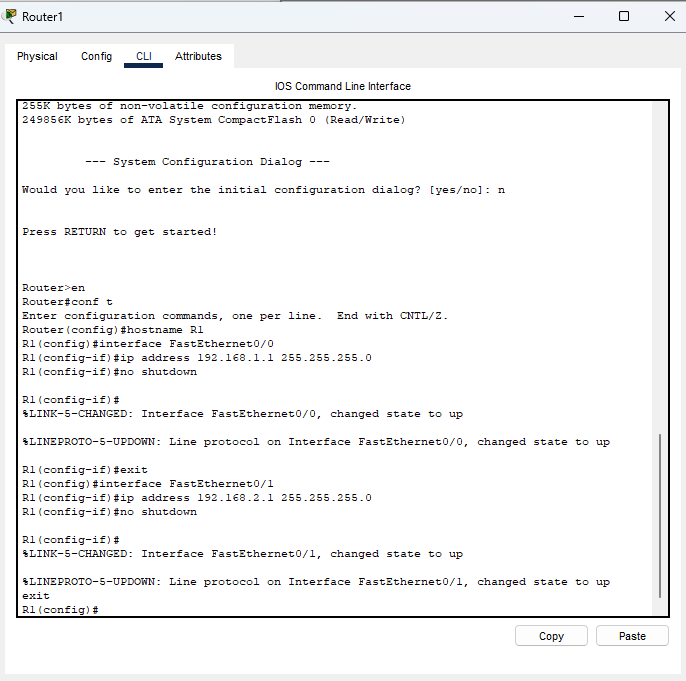 Router1
Physical Config CLI Attributes
IOS Command Line Interface
255K bytes of non-volatile configuration memory.
249856K bytes of ATA System CompactFlash 0 (Read/Write)
--- System Configuration Dialog ---
Would you like to enter the initial configuration dialog? [yes/no]: n
Press RETURN to get started!
Router>en
Router#conf t
Enter configuration commands, one per line.  End with CNTL/Z.
Router(config)#hostname R1
R1(config)#interface FastEthernet0/0
R1(config-if)#ip address 192.168.1.1 255.255.255.0
R1(config-if)#no shutdown
R1(config-if)#
%LINK-5-CHANGED: Interface FastEthernet0/0, changed state to up
%LINEPROTO-5-UPDOWN: Line protocol on Interface FastEthernet0/0, changed state to up
R1(config-if)#exit
R1(config)#interface FastEthernet0/1
R1(config-if)#ip address 192.168.2.1 255.255.255.0
R1(config-if)#no shutdown
R1(config-if)#
%LINK-5-CHANGED: Interface FastEthernet0/1, changed state to up
%LINEPROTO-5-UPDOWN: Line protocol on Interface FastEthernet0/1, changed state to up
exit
R1(config)#
Copy Paste